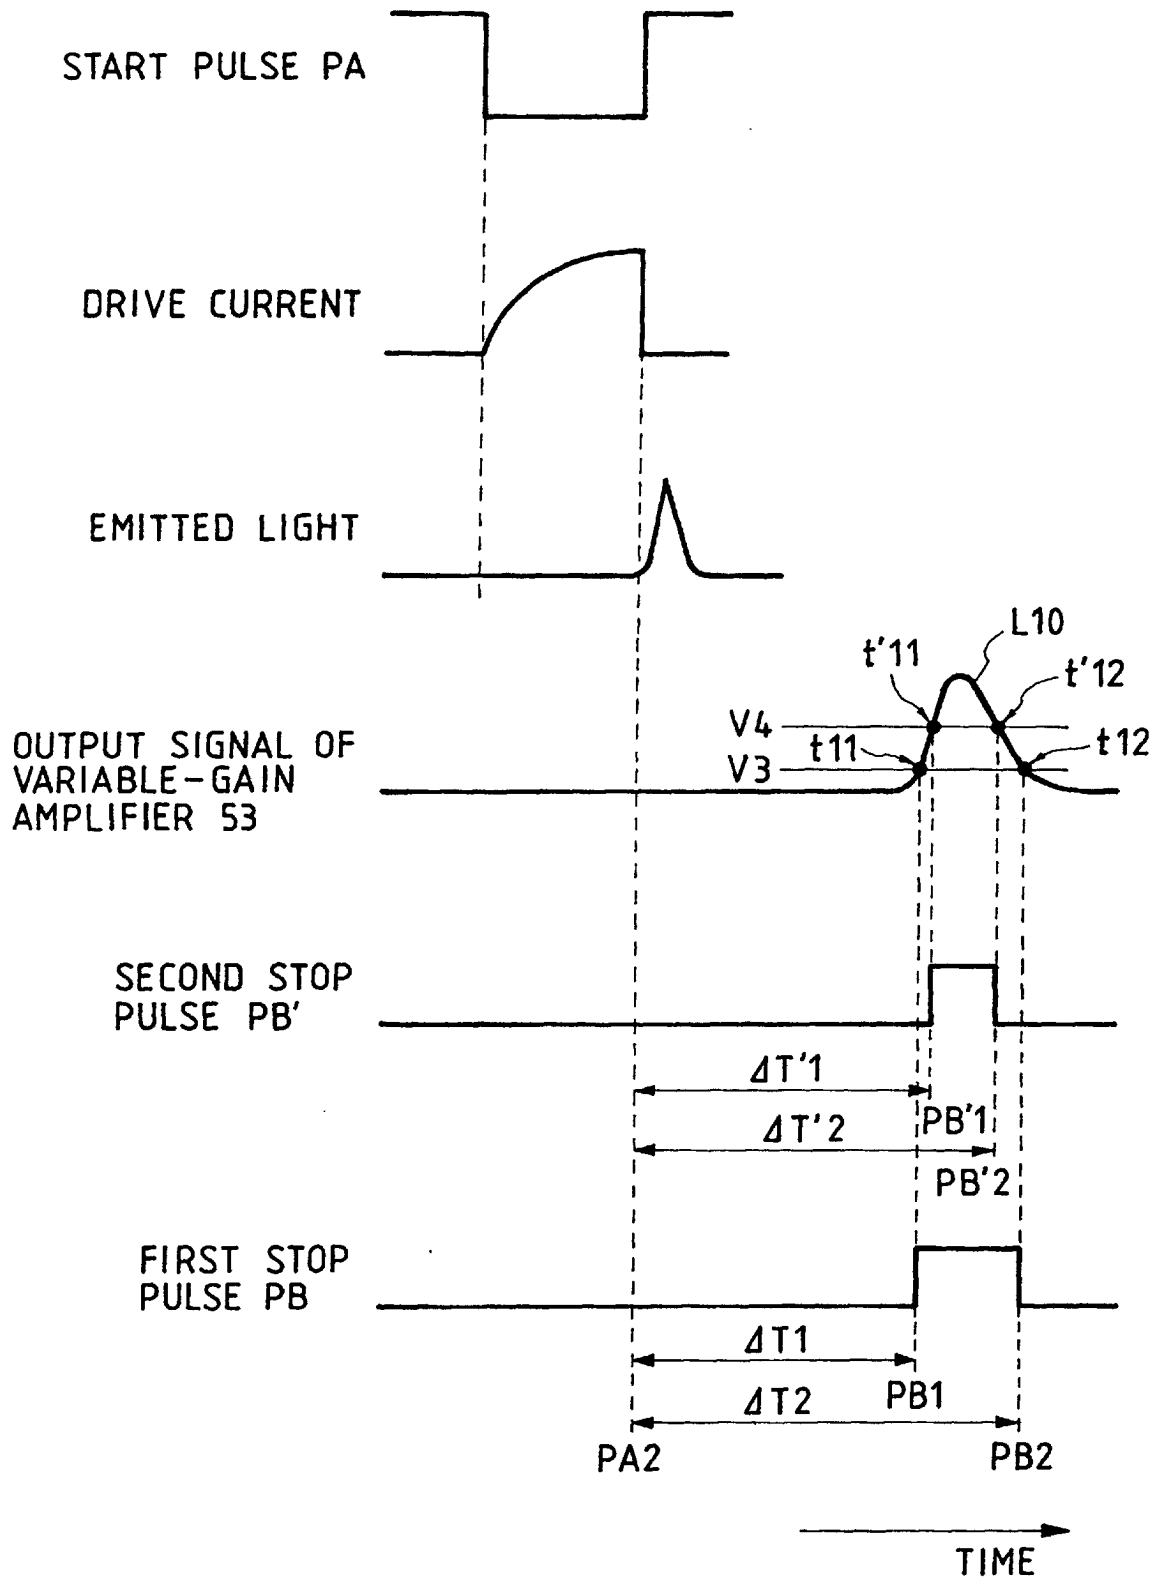 START PULSE PA
DRIVE CURRENT
EMITTED LIGHT
L10
t'11
t'12
V4
t11
t12
V3
OUTPUT SIGNAL OF
VARIABLE-GAIN
AMPLIFIER 53
SECOND STOP
PULSE PB'
ΔT'1
PB'1
ΔT'2
PB'2
FIRST STOP
PULSE PB
ΔT1
PB1
ΔT2
PA2
PB2
TIME